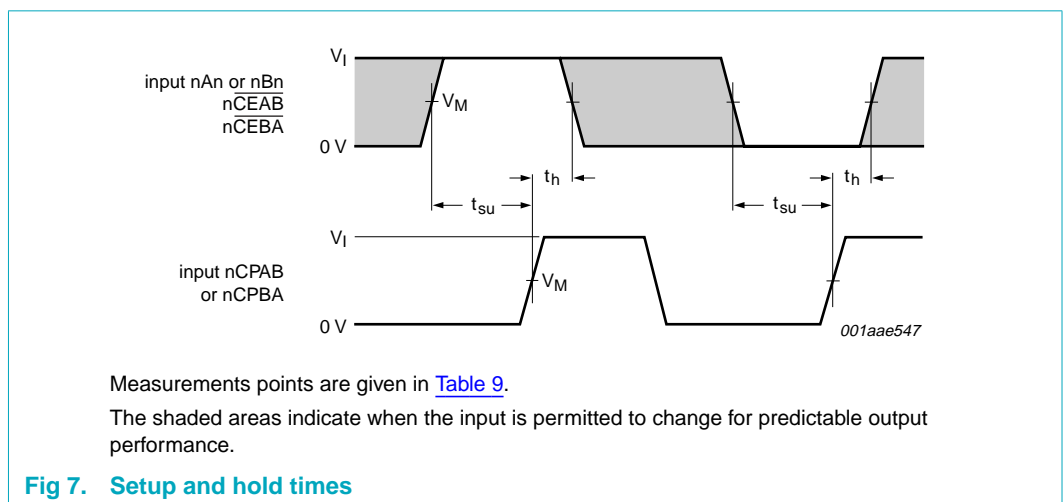 V_I
input nAn or nBn
nCEAB
nCEBA
V_M
0 V
t_h
t_h
t_su
t_su
V_I
input nCPAB
or nCPBA
V_M
0 V
001aae547
Measurements points are given in Table 9.
The shaded areas indicate when the input is permitted to change for predictable output
performance.
Fig 7. Setup and hold times